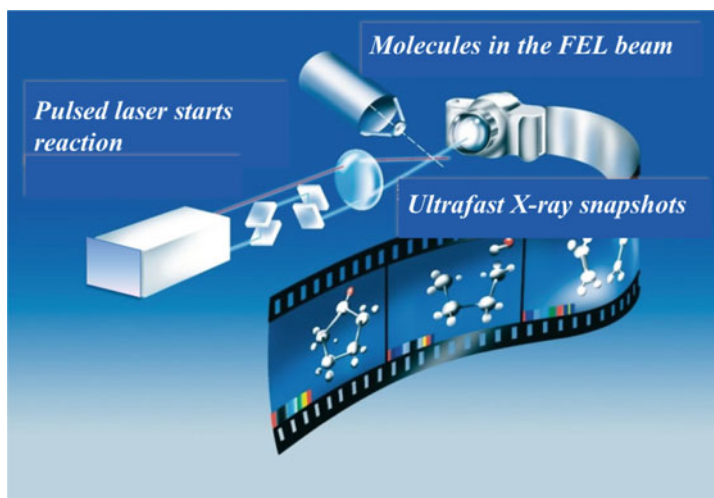 Molecules in the FEL beam
Pulsed laser starts
reaction
Ultrafast X-ray snapshots